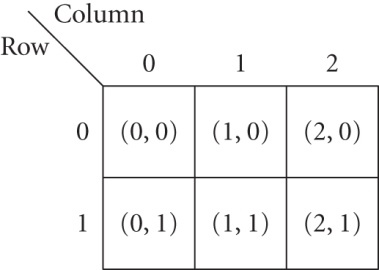 Column
Row
0 1 2
0 (0, 0) (1, 0) (2, 0)
1 (0, 1) (1, 1) (2, 1)